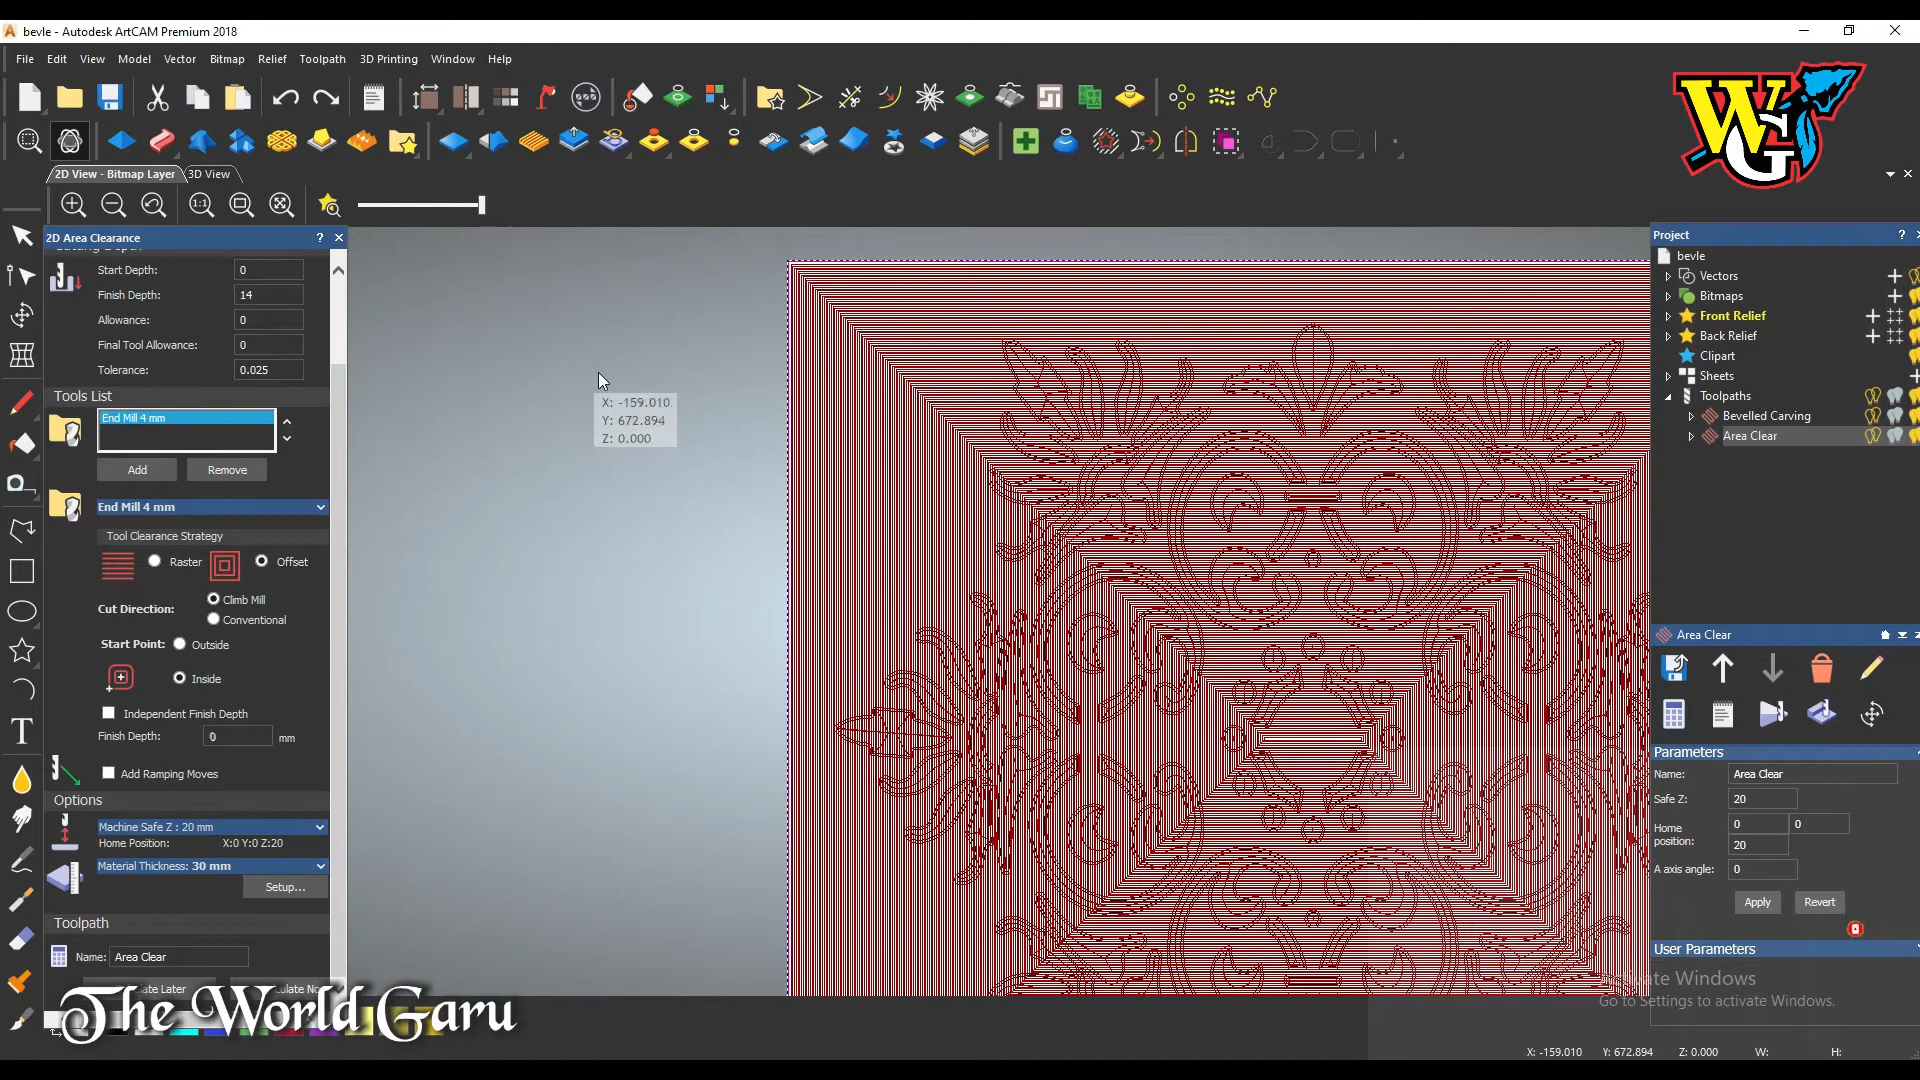 bevle - Autodesk ArtCAM Premium 2018
File Edit View Model Vector Bitmap Relief Toolpath 3D Printing Window Help
2D View - Bitmap Layer 3D View
2D Area Clearance
Start Depth: 0
Finish Depth: 14
Allowance: 0
Final Tool Allowance: 0
Tolerance: 0.025
Tools List
End Mill 4 mm
Add Remove
End Mill 4 mm
Tool Clearance Strategy
Raster Offset
Cut Direction: Climb Mill
Conventional
Start Point: Outside
Inside
Independent Finish Depth
Finish Depth: 0 mm
Add Ramping Moves
Options
Machine Safe Z : 20 mm
Home Position: X:0 Y:0 Z:20
Material Thickness: 30 mm
Setup...
Toolpath
Name: Area Clear
The World Garu
X: -159.010
Y: 672.894
Z: 0.000
WG
Project
bevle
Vectors
Bitmaps
Front Relief
Back Relief
Clipart
Sheets
Toolpaths
Bevelled Carving
Area Clear
Area Clear
Parameters
Name: Area Clear
Safe Z: 20
Home position: 0 0
20
A axis angle: 0
Apply Revert
User Parameters
Activate Windows
Go to Settings to activate Windows.
X: -159.010 Y: 672.894 Z: 0.000 W: H: